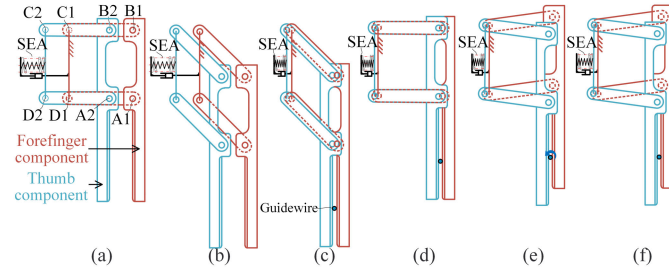 C2 C1 B2 B1
SEA SEA SEA SEA SEA SEA
D2 D1 A2 A1
Forefinger
component
Thumb
component
Guidewire
(a) (b) (c) (d) (e) (f)